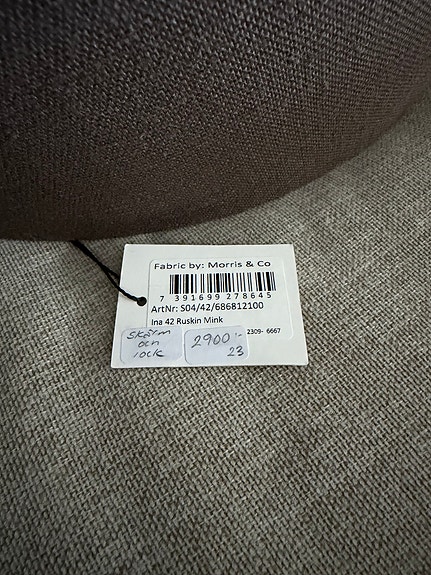 Fabric by: Morris & Co
7 391699 278645
ArtNr: S04/42/686812100
Ina 42 Ruskin Mink
2309- 6667
skärm
och
lock
2900:-
23